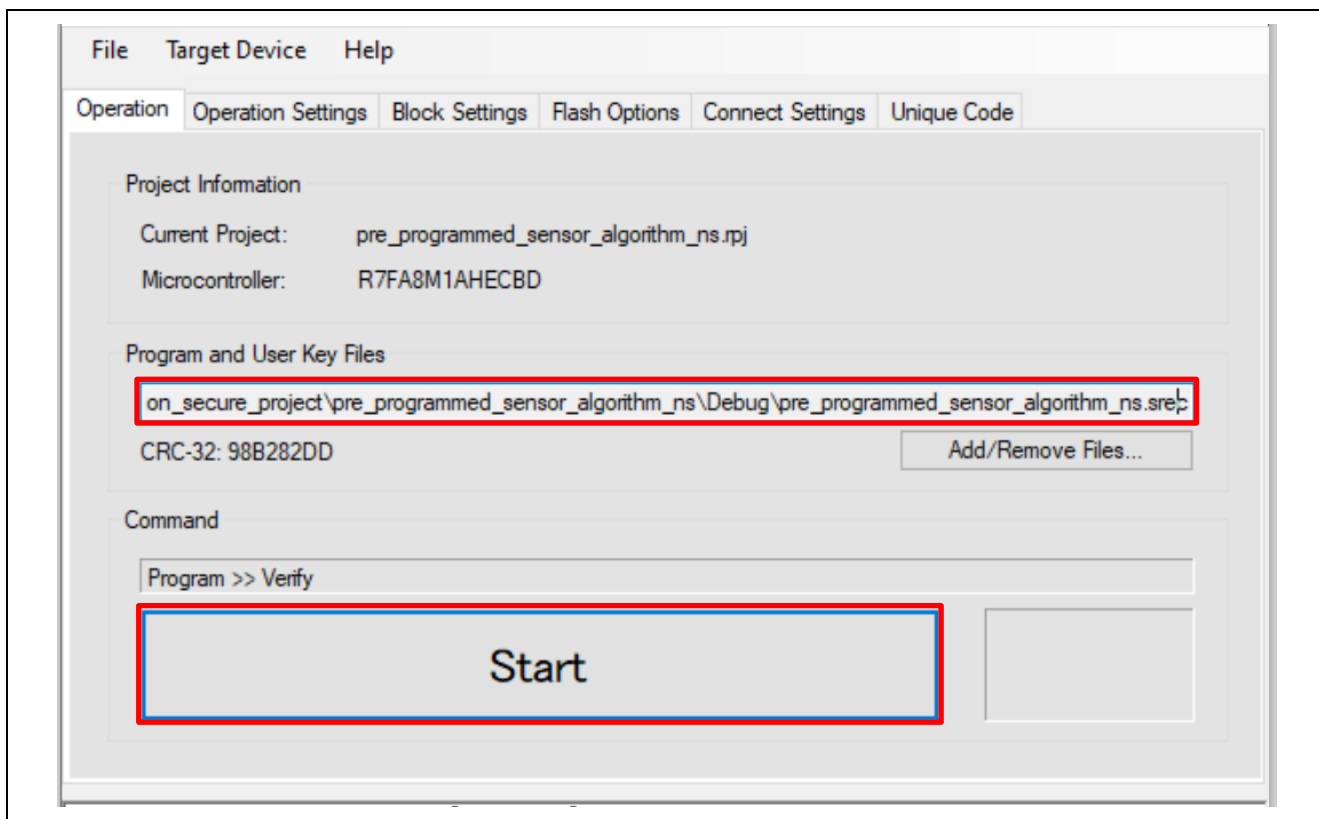 File Target Device Help
Operation Operation Settings Block Settings Flash Options Connect Settings Unique Code
Project Information
Current Project: pre_programmed_sensor_algorithm_ns.rpj
Microcontroller: R7FA8M1AHECBD
Program and User Key Files
on_secure_project\pre_programmed_sensor_algorithm_ns\Debug\pre_programmed_sensor_algorithm_ns.srec
CRC-32: 98B282DD Add/Remove Files...
Command
Program >> Verify
Start